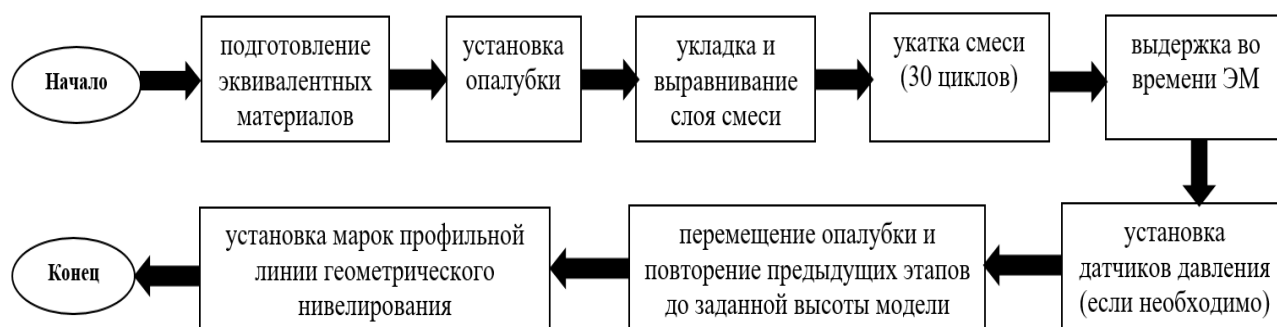 Начало
подготовление
эквивалентных
материалов
установка
опалубки
укладка и
выравнивание
слоя смеси
укатка смеси
(30 циклов)
выдержка во
времени ЭМ
установка
датчиков давления
(если необходимо)
перемещение опалубки и
повторение предыдущих этапов
до заданной высоты модели
установка марок профильной
линии геометрического
нивелирования
Конец